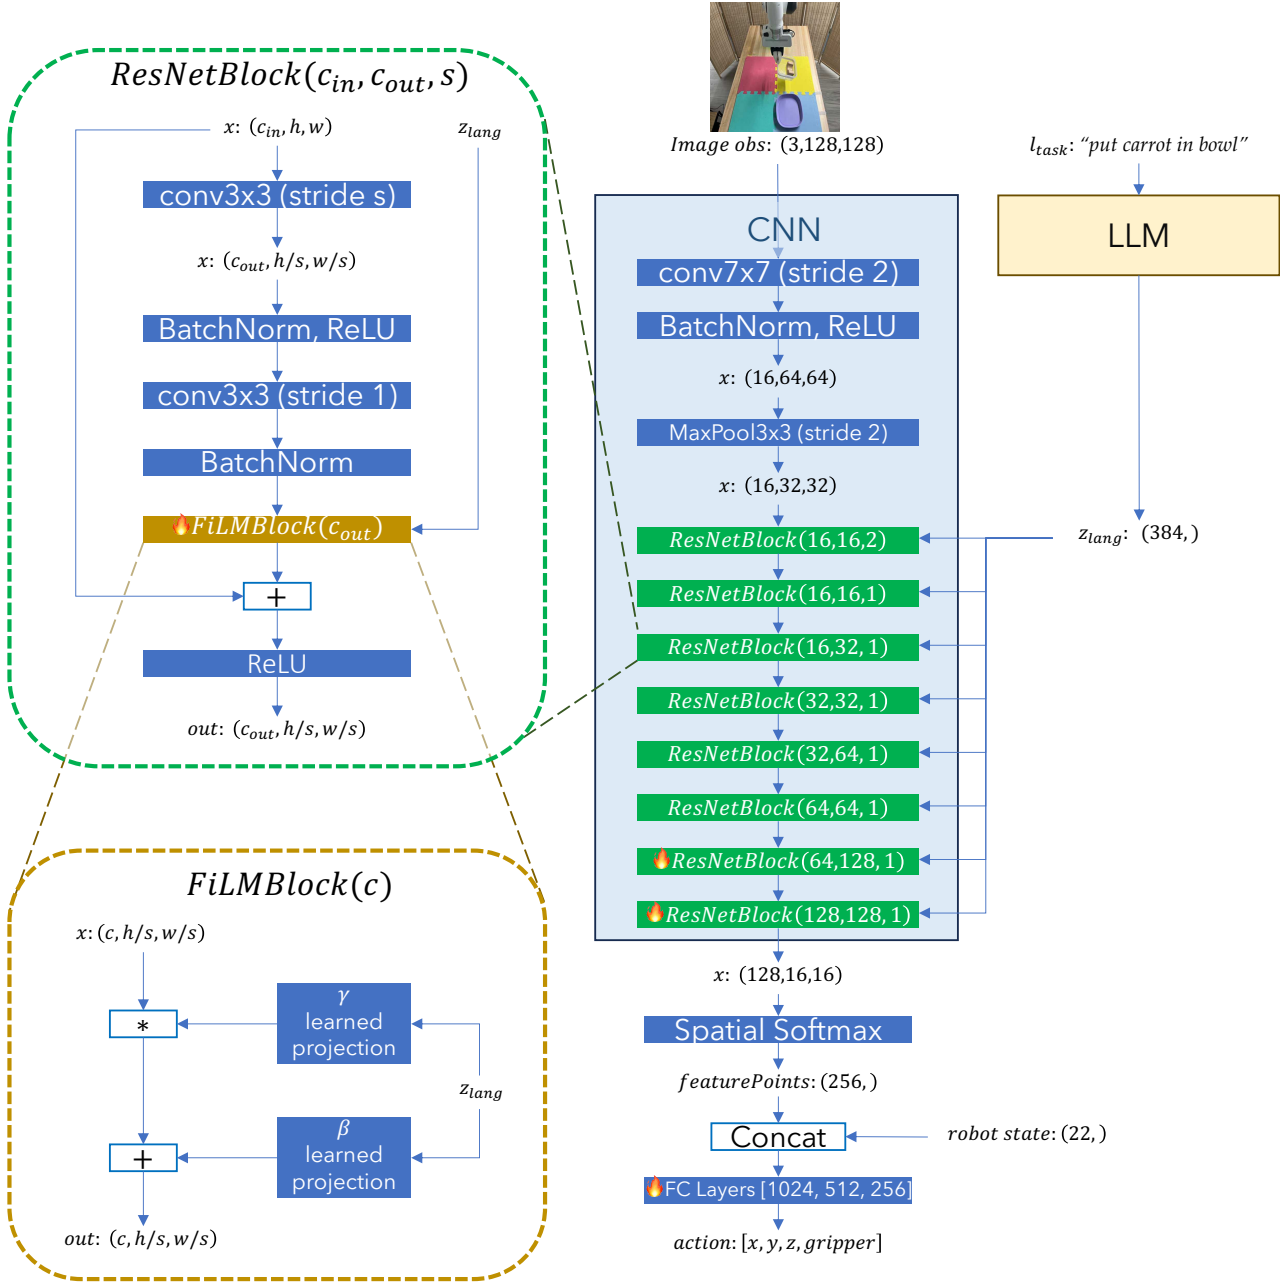 ResNetBlock(c_in, c_out, s)
x: (c_in, h, w)
z_lang
conv3x3 (stride s)
x: (c_out, h/s, w/s)
BatchNorm, ReLU
conv3x3 (stride 1)
BatchNorm
🔥FiLMBlock(c_out)
+
ReLU
out: (c_out, h/s, w/s)
FiLMBlock(c)
x: (c, h/s, w/s)
γ
learned
projection
*
z_lang
β
learned
projection
+
out: (c, h/s, w/s)
Image obs: (3,128,128)
CNN
conv7x7 (stride 2)
BatchNorm, ReLU
x: (16,64,64)
MaxPool3x3 (stride 2)
x: (16,32,32)
ResNetBlock(16,16,2)
ResNetBlock(16,16,1)
ResNetBlock(16,32, 1)
ResNetBlock(32,32, 1)
ResNetBlock(32,64, 1)
ResNetBlock(64,64, 1)
🔥ResNetBlock(64,128, 1)
🔥ResNetBlock(128,128, 1)
x: (128,16,16)
Spatial Softmax
featurePoints: (256, )
Concat
robot state: (22, )
🔥FC Layers [1024, 512, 256]
action: [x, y, z, gripper]
l_task: “put carrot in bowl”
LLM
z_lang: (384, )